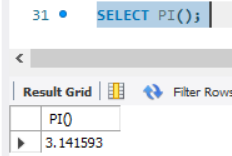 31 SELECT PI();
Result Grid Filter Rows
PI()
3.141593